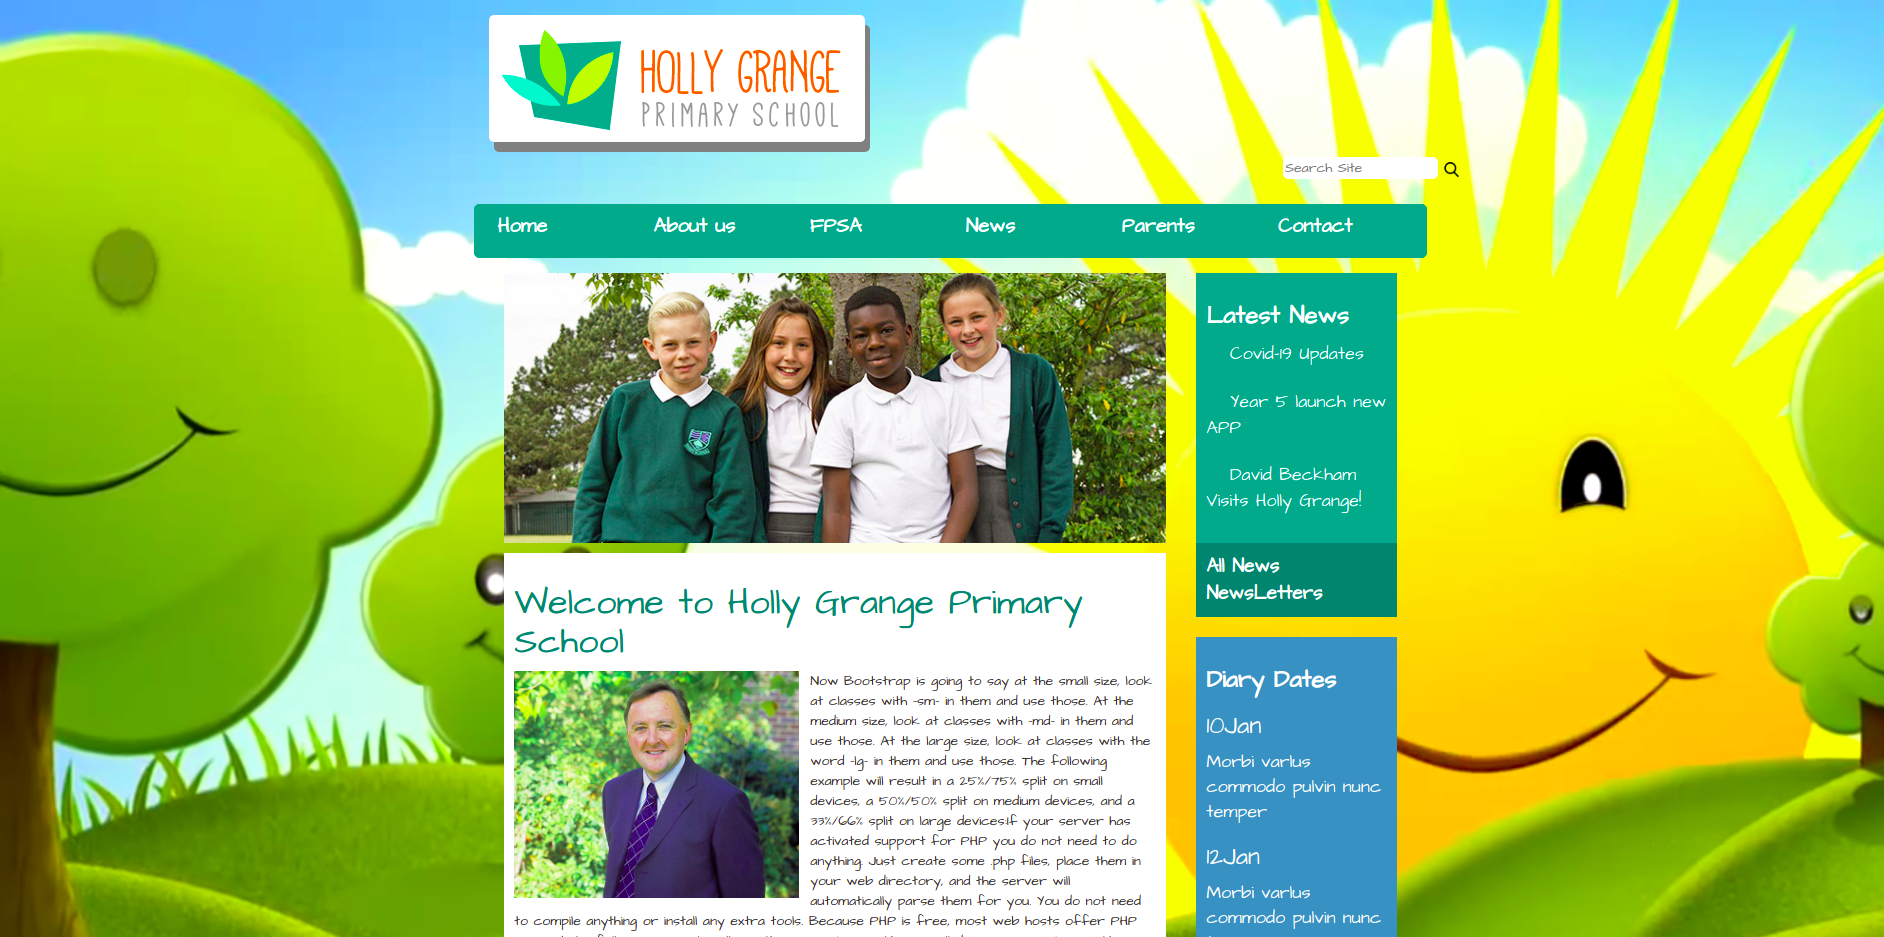 HOLLY GRANGE
PRIMARY SCHOOL
Search Site
Home About us FPSA News Parents Contact
Latest News
Covid-19 Updates
Year 5 launch new
APP
David Beckham
Visits Holly Grange!
All News
NewsLetters
Welcome to Holly Grange Primary
School
Now Bootstrap is going to say at the small size, look
at classes with -sm- in them and use those. At the
medium size, look at classes with -md- in them and
use those. At the large size, look at classes with the
word -lg- in them and use those. The following
example will result in a 25%/75% split on small
devices, a 50%/50% split on medium devices, and a
33%/66% split on large devices:If your server has
activated support for PHP you do not need to do
anything. Just create some .php files, place them in
your web directory, and the server will
automatically parse them for you. You do not need
to compile anything or install any extra tools. Because PHP is free, most web hosts offer PHP
Diary Dates
10Jan
Morbi varlus
commodo pulvin nunc
temper
12Jan
Morbi varlus
commodo pulvin nunc